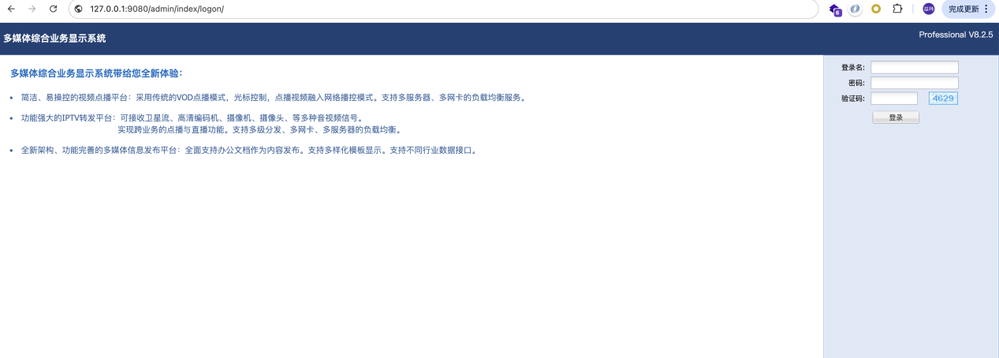 127.0.0.1:9080/admin/index/logon/
6
完成更新
多媒体综合业务显示系统
Professional V8.2.5
多媒体综合业务显示系统带给您全新体验：
• 简洁、易操控的视频点播平台：采用传统的VOD点播模式，光标控制，点播视频融入网络播控模式。支持多服务器、多网卡的负载均衡服务。
• 功能强大的IPTV转发平台：可接收卫星流、高清编码机、摄像机、摄像头、等多种音视频信号。
实现跨业务的点播与直播功能。支持多级分发、多网卡、多服务器的负载均衡。
• 全新架构、功能完善的多媒体信息发布平台：全面支持办公文档作为内容发布。支持多样化模板显示。支持不同行业数据接口。
登录名:
密码:
验证码:
4629
登录